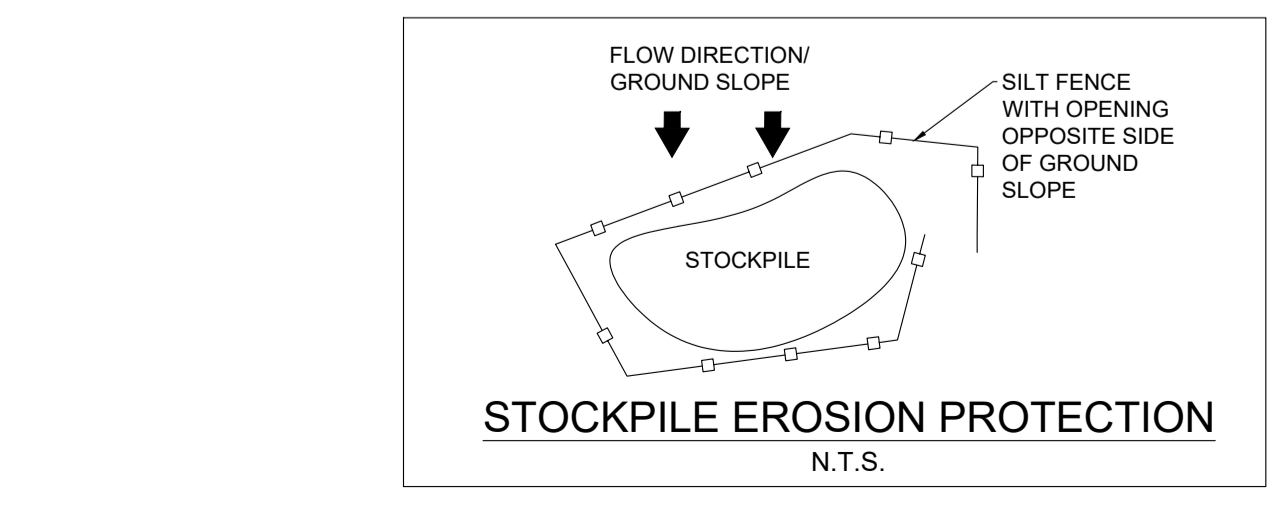 FLOW DIRECTION/
GROUND SLOPE
SILT FENCE
WITH OPENING
OPPOSITE SIDE
OF GROUND
SLOPE
STOCKPILE
STOCKPILE EROSION PROTECTION
N.T.S.